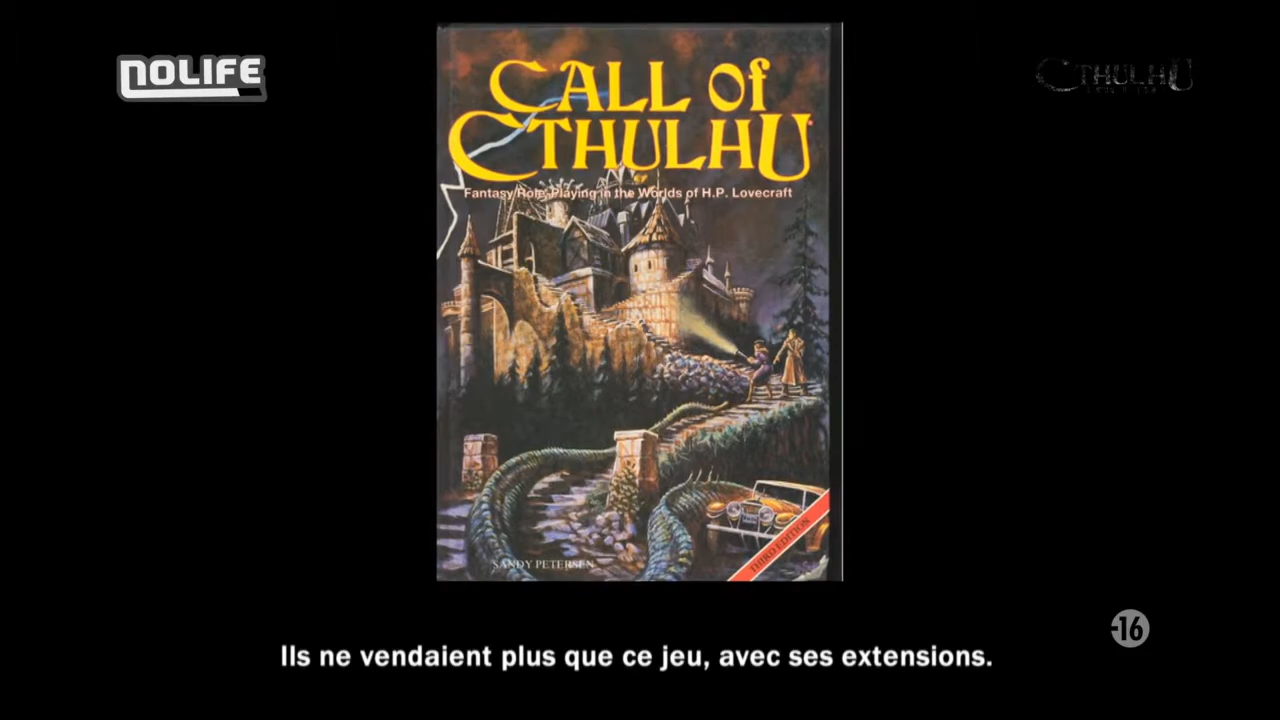 NOLIFE
CTHULHU
CALL Of
CTHULHU
Fantasy Role-Playing in the Worlds of H.P. Lovecraft
THIRD EDITION
SANDY PETERSEN
-16
Ils ne vendaient plus que ce jeu, avec ses extensions.